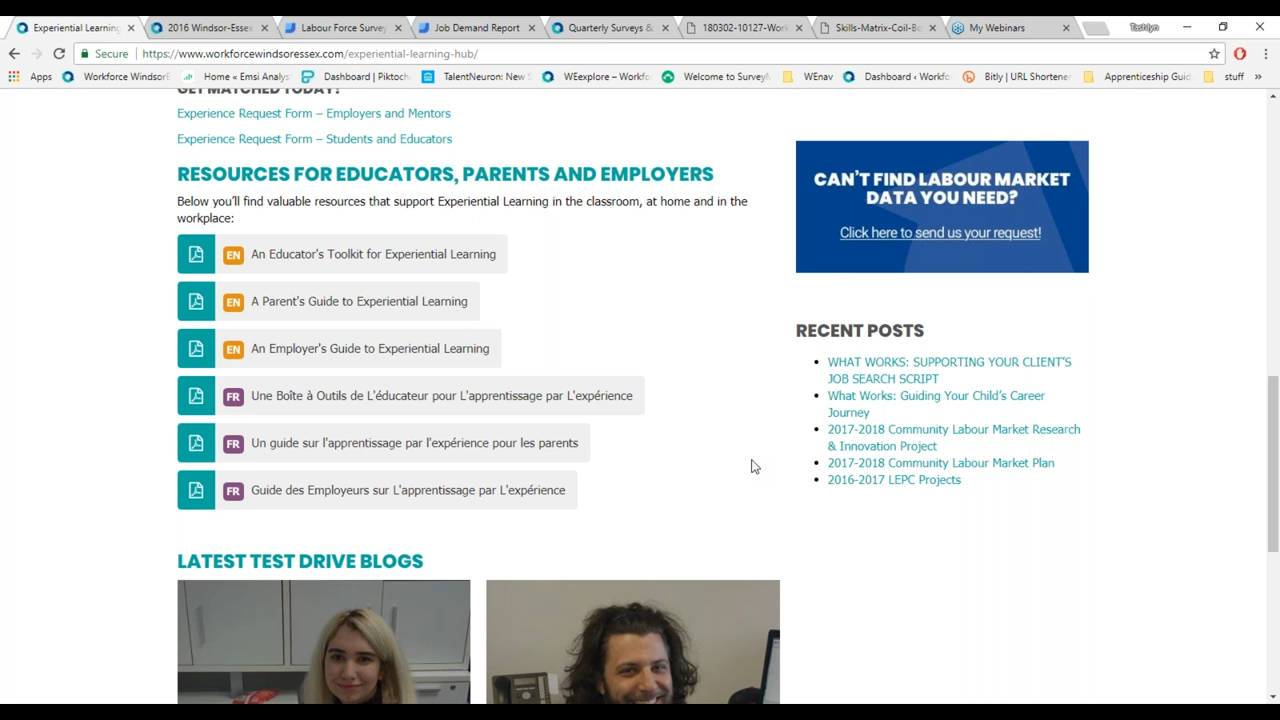 Experiential Learning
2016 Windsor-Esse
Labour Force Survey
Job Demand Report
Quarterly Surveys &
180302-10127-Work
Skills-Matrix-Coil-Bo
My Webinars
Tashlyn
Secure
https://www.workforcewindsoressex.com/experiential-learning-hub/
Apps
Workforce Windsor
Home « Emsi Analys
Dashboard | Piktoch
TalentNeuron: New S
WEexplore – Workfo
Welcome to Survey
WEnav
Dashboard ‹ Workfo
Bitly | URL Shortener
Apprenticeship Guid
stuff
»
GET MATCHED TODAY!
Experience Request Form – Employers and Mentors
Experience Request Form – Students and Educators
RESOURCES FOR EDUCATORS, PARENTS AND EMPLOYERS
Below you'll find valuable resources that support Experiential Learning in the classroom, at home and in the
workplace:
EN An Educator's Toolkit for Experiential Learning
EN A Parent's Guide to Experiential Learning
EN An Employer's Guide to Experiential Learning
FR Une Boîte à Outils de L'éducateur pour L'apprentissage par L'expérience
FR Un guide sur l'apprentissage par l'expérience pour les parents
FR Guide des Employeurs sur L'apprentissage par L'expérience
LATEST TEST DRIVE BLOGS
CAN'T FIND LABOUR MARKET
DATA YOU NEED?
Click here to send us your request!
RECENT POSTS
WHAT WORKS: SUPPORTING YOUR CLIENT'S
JOB SEARCH SCRIPT
What Works: Guiding Your Child's Career
Journey
2017-2018 Community Labour Market Research
& Innovation Project
2017-2018 Community Labour Market Plan
2016-2017 LEPC Projects